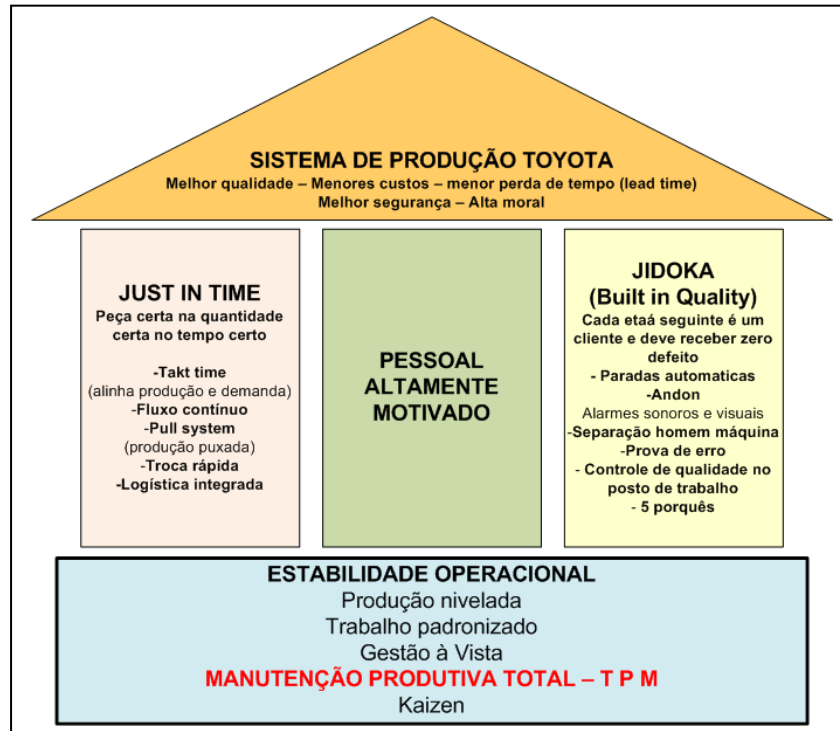 SISTEMA DE PRODUÇÃO TOYOTA
Melhor qualidade – Menores custos – menor perda de tempo (lead time)
Melhor segurança – Alta moral
JUST IN TIME
Peça certa na quantidade
certa no tempo certo
-Takt time
(alinha produção e demanda)
-Fluxo contínuo
-Pull system
(produção puxada)
-Troca rápida
-Logística integrada
PESSOAL
ALTAMENTE
MOTIVADO
JIDOKA
(Built in Quality)
Cada etaá seguinte é um
cliente e deve receber zero
defeito
- Paradas automaticas
-Andon
Alarmes sonoros e visuais
-Separação homem máquina
-Prova de erro
- Controle de qualidade no
posto de trabalho
- 5 porquês
ESTABILIDADE OPERACIONAL
Produção nivelada
Trabalho padronizado
Gestão à Vista
MANUTENÇÃO PRODUTIVA TOTAL – T P M
Kaizen